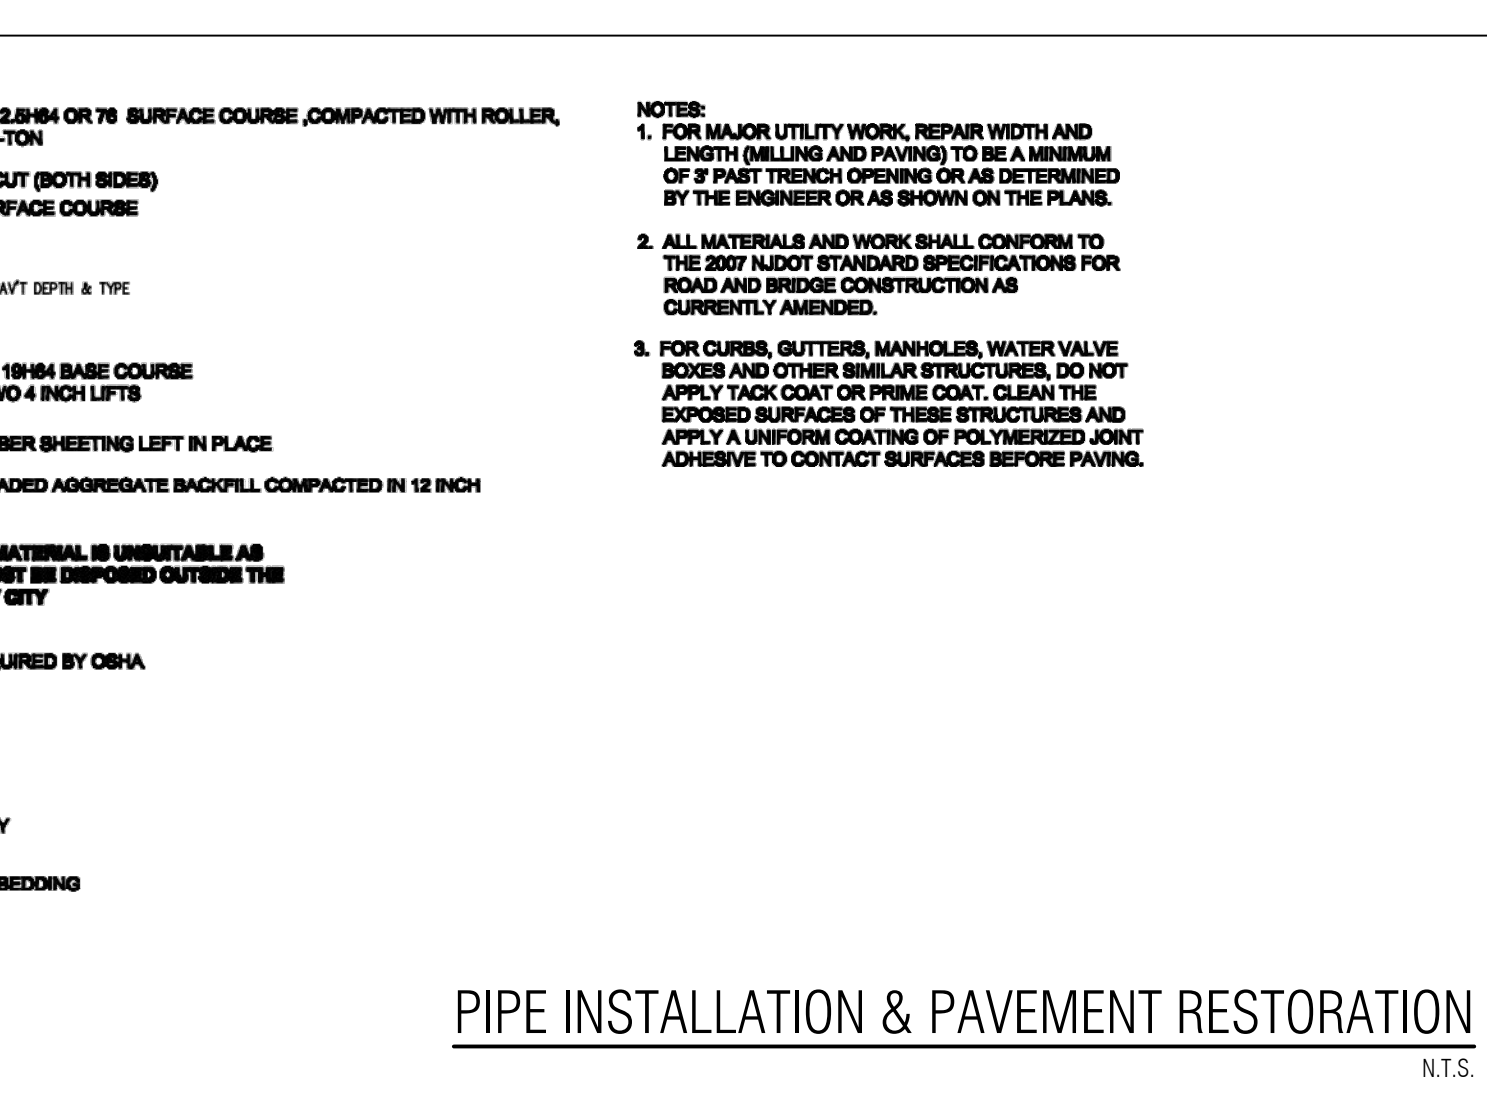 2.5H64 OR 76 SURFACE COURSE ,COMPACTED WITH ROLLER,
-TON
CUT (BOTH SIDES)
RFACE COURSE
AV'T DEPTH & TYPE
19H64 BASE COURSE
WO 4 INCH LIFTS
BER SHEETING LEFT IN PLACE
ADED AGGREGATE BACKFILL COMPACTED IN 12 INCH
MATERIAL IS UNSUITABLE AS
UST BE DISPOSED OUTSIDE THE
Y CITY
QUIRED BY OSHA
Y
BEDDING
NOTES:
1. FOR MAJOR UTILITY WORK, REPAIR WIDTH AND
LENGTH (MILLING AND PAVING) TO BE A MINIMUM
OF 3' PAST TRENCH OPENING OR AS DETERMINED
BY THE ENGINEER OR AS SHOWN ON THE PLANS.
2. ALL MATERIALS AND WORK SHALL CONFORM TO
THE 2007 NJDOT STANDARD SPECIFICATIONS FOR
ROAD AND BRIDGE CONSTRUCTION AS
CURRENTLY AMENDED.
3. FOR CURBS, GUTTERS, MANHOLES, WATER VALVE
BOXES AND OTHER SIMILAR STRUCTURES, DO NOT
APPLY TACK COAT OR PRIME COAT. CLEAN THE
EXPOSED SURFACES OF THESE STRUCTURES AND
APPLY A UNIFORM COATING OF POLYMERIZED JOINT
ADHESIVE TO CONTACT SURFACES BEFORE PAVING.
PIPE INSTALLATION & PAVEMENT RESTORATION
N.T.S.